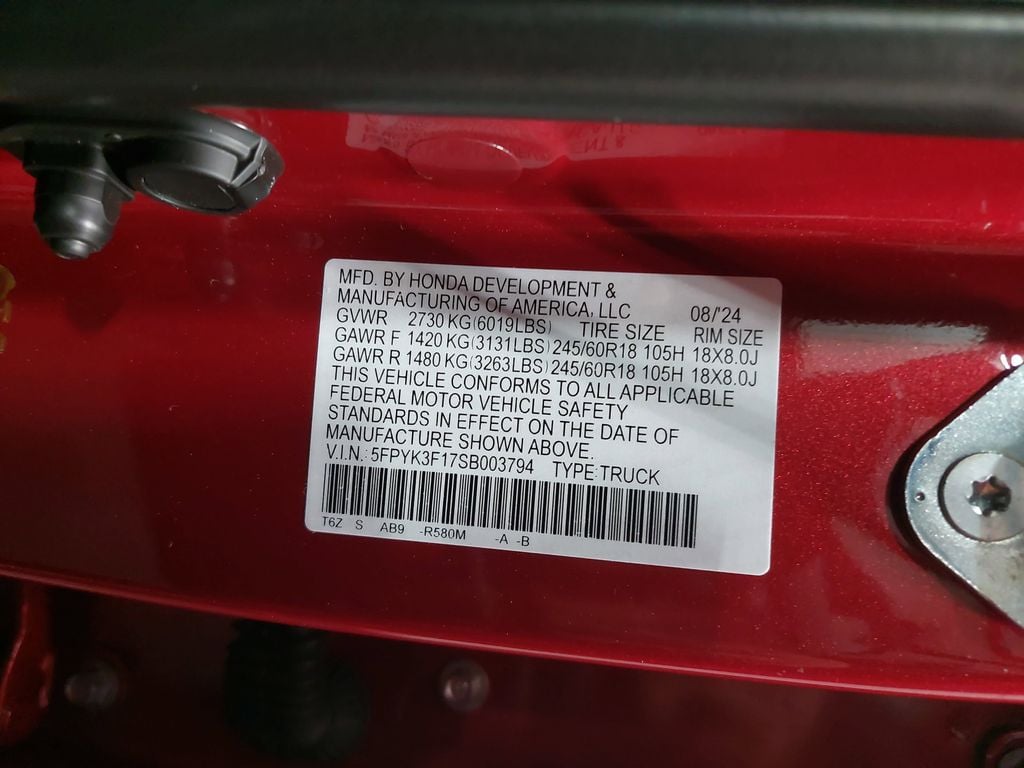 MFD. BY HONDA DEVELOPMENT &
MANUFACTURING OF AMERICA, LLC 08/'24
GVWR 2730 KG(6019LBS) TIRE SIZE RIM SIZE
GAWR F 1420 KG(3131LBS) 245/60R18 105H 18X8.0J
GAWR R 1480 KG(3263LBS) 245/60R18 105H 18X8.0J
THIS VEHICLE CONFORMS TO ALL APPLICABLE
FEDERAL MOTOR VEHICLE SAFETY
STANDARDS IN EFFECT ON THE DATE OF
MANUFACTURE SHOWN ABOVE.
V.I.N.: 5FPYK3F17SB003794 TYPE:TRUCK
T6Z S AB9 -R580M -A -B